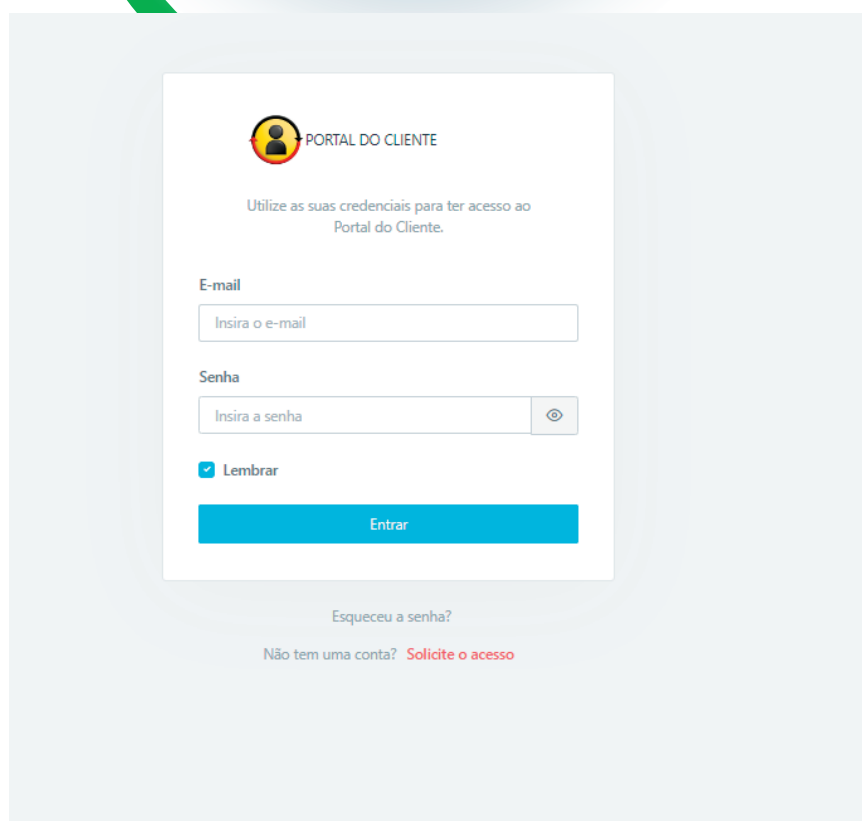 PORTAL DO CLIENTE
Utilize as suas credenciais para ter acesso ao
Portal do Cliente.
E-mail
Insira o e-mail
Senha
Insira a senha
Lembrar
Entrar
Esqueceu a senha?
Não tem uma conta? Solicite o acesso